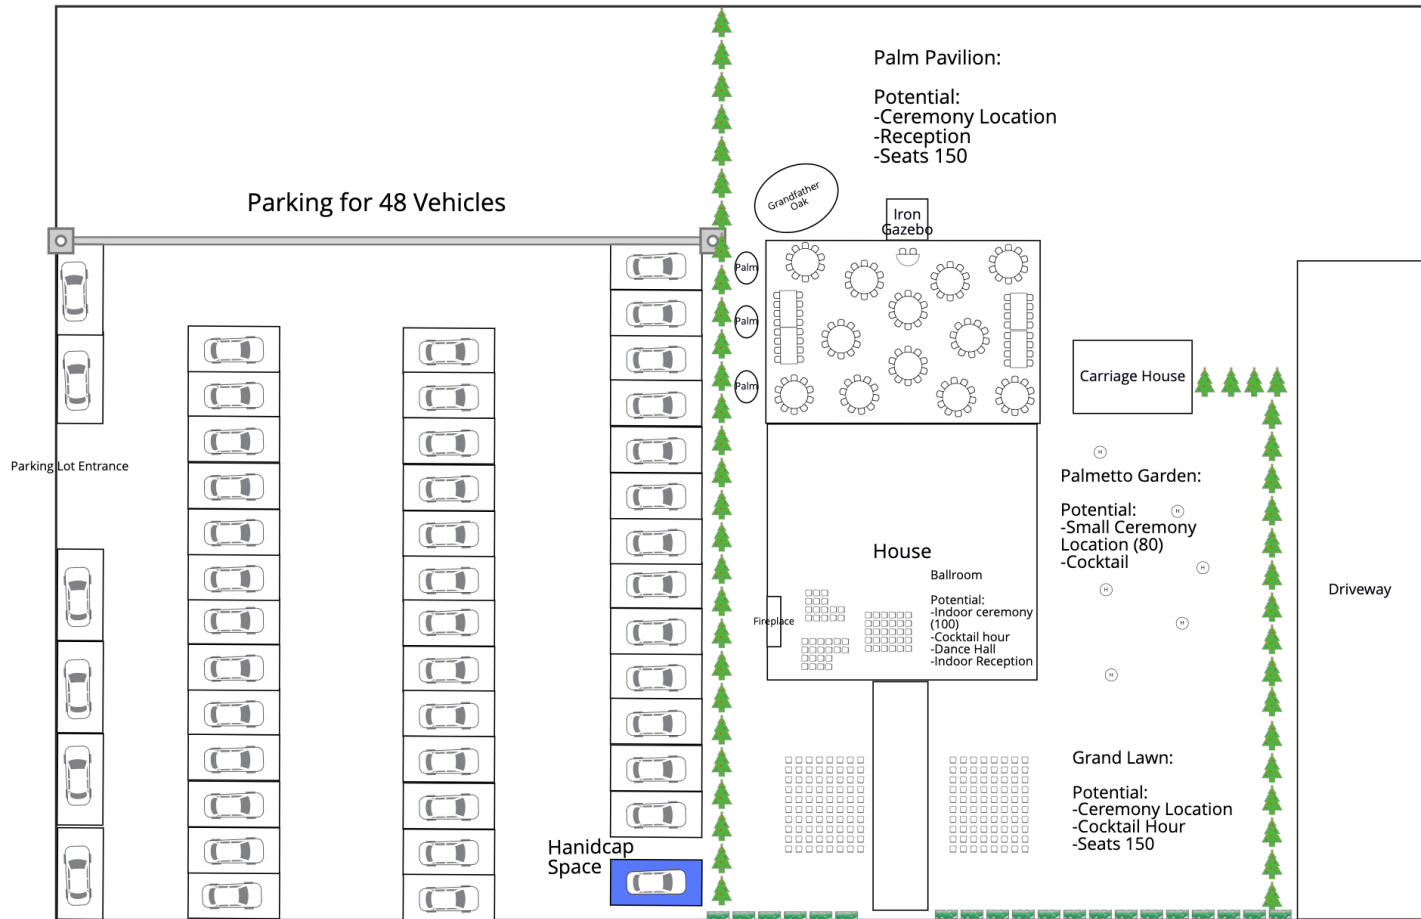 Palm Pavilion:
Potential:
-Ceremony Location
-Reception
-Seats 150
Parking for 48 Vehicles
Grandfather
Oak
Iron
Gazebo
Palm
Palm
Palm
Carriage House
Parking Lot Entrance
Palmetto Garden:
Potential:
-Small Ceremony
Location (80)
-Cocktail
H
H
H
H
H
H
House
Ballroom
Potential:
-Indoor ceremony
(100)
-Cocktail hour
-Dance Hall
-Indoor Reception
Fireplace
Driveway
Grand Lawn:
Potential:
-Ceremony Location
-Cocktail Hour
-Seats 150
Hanidcap
Space